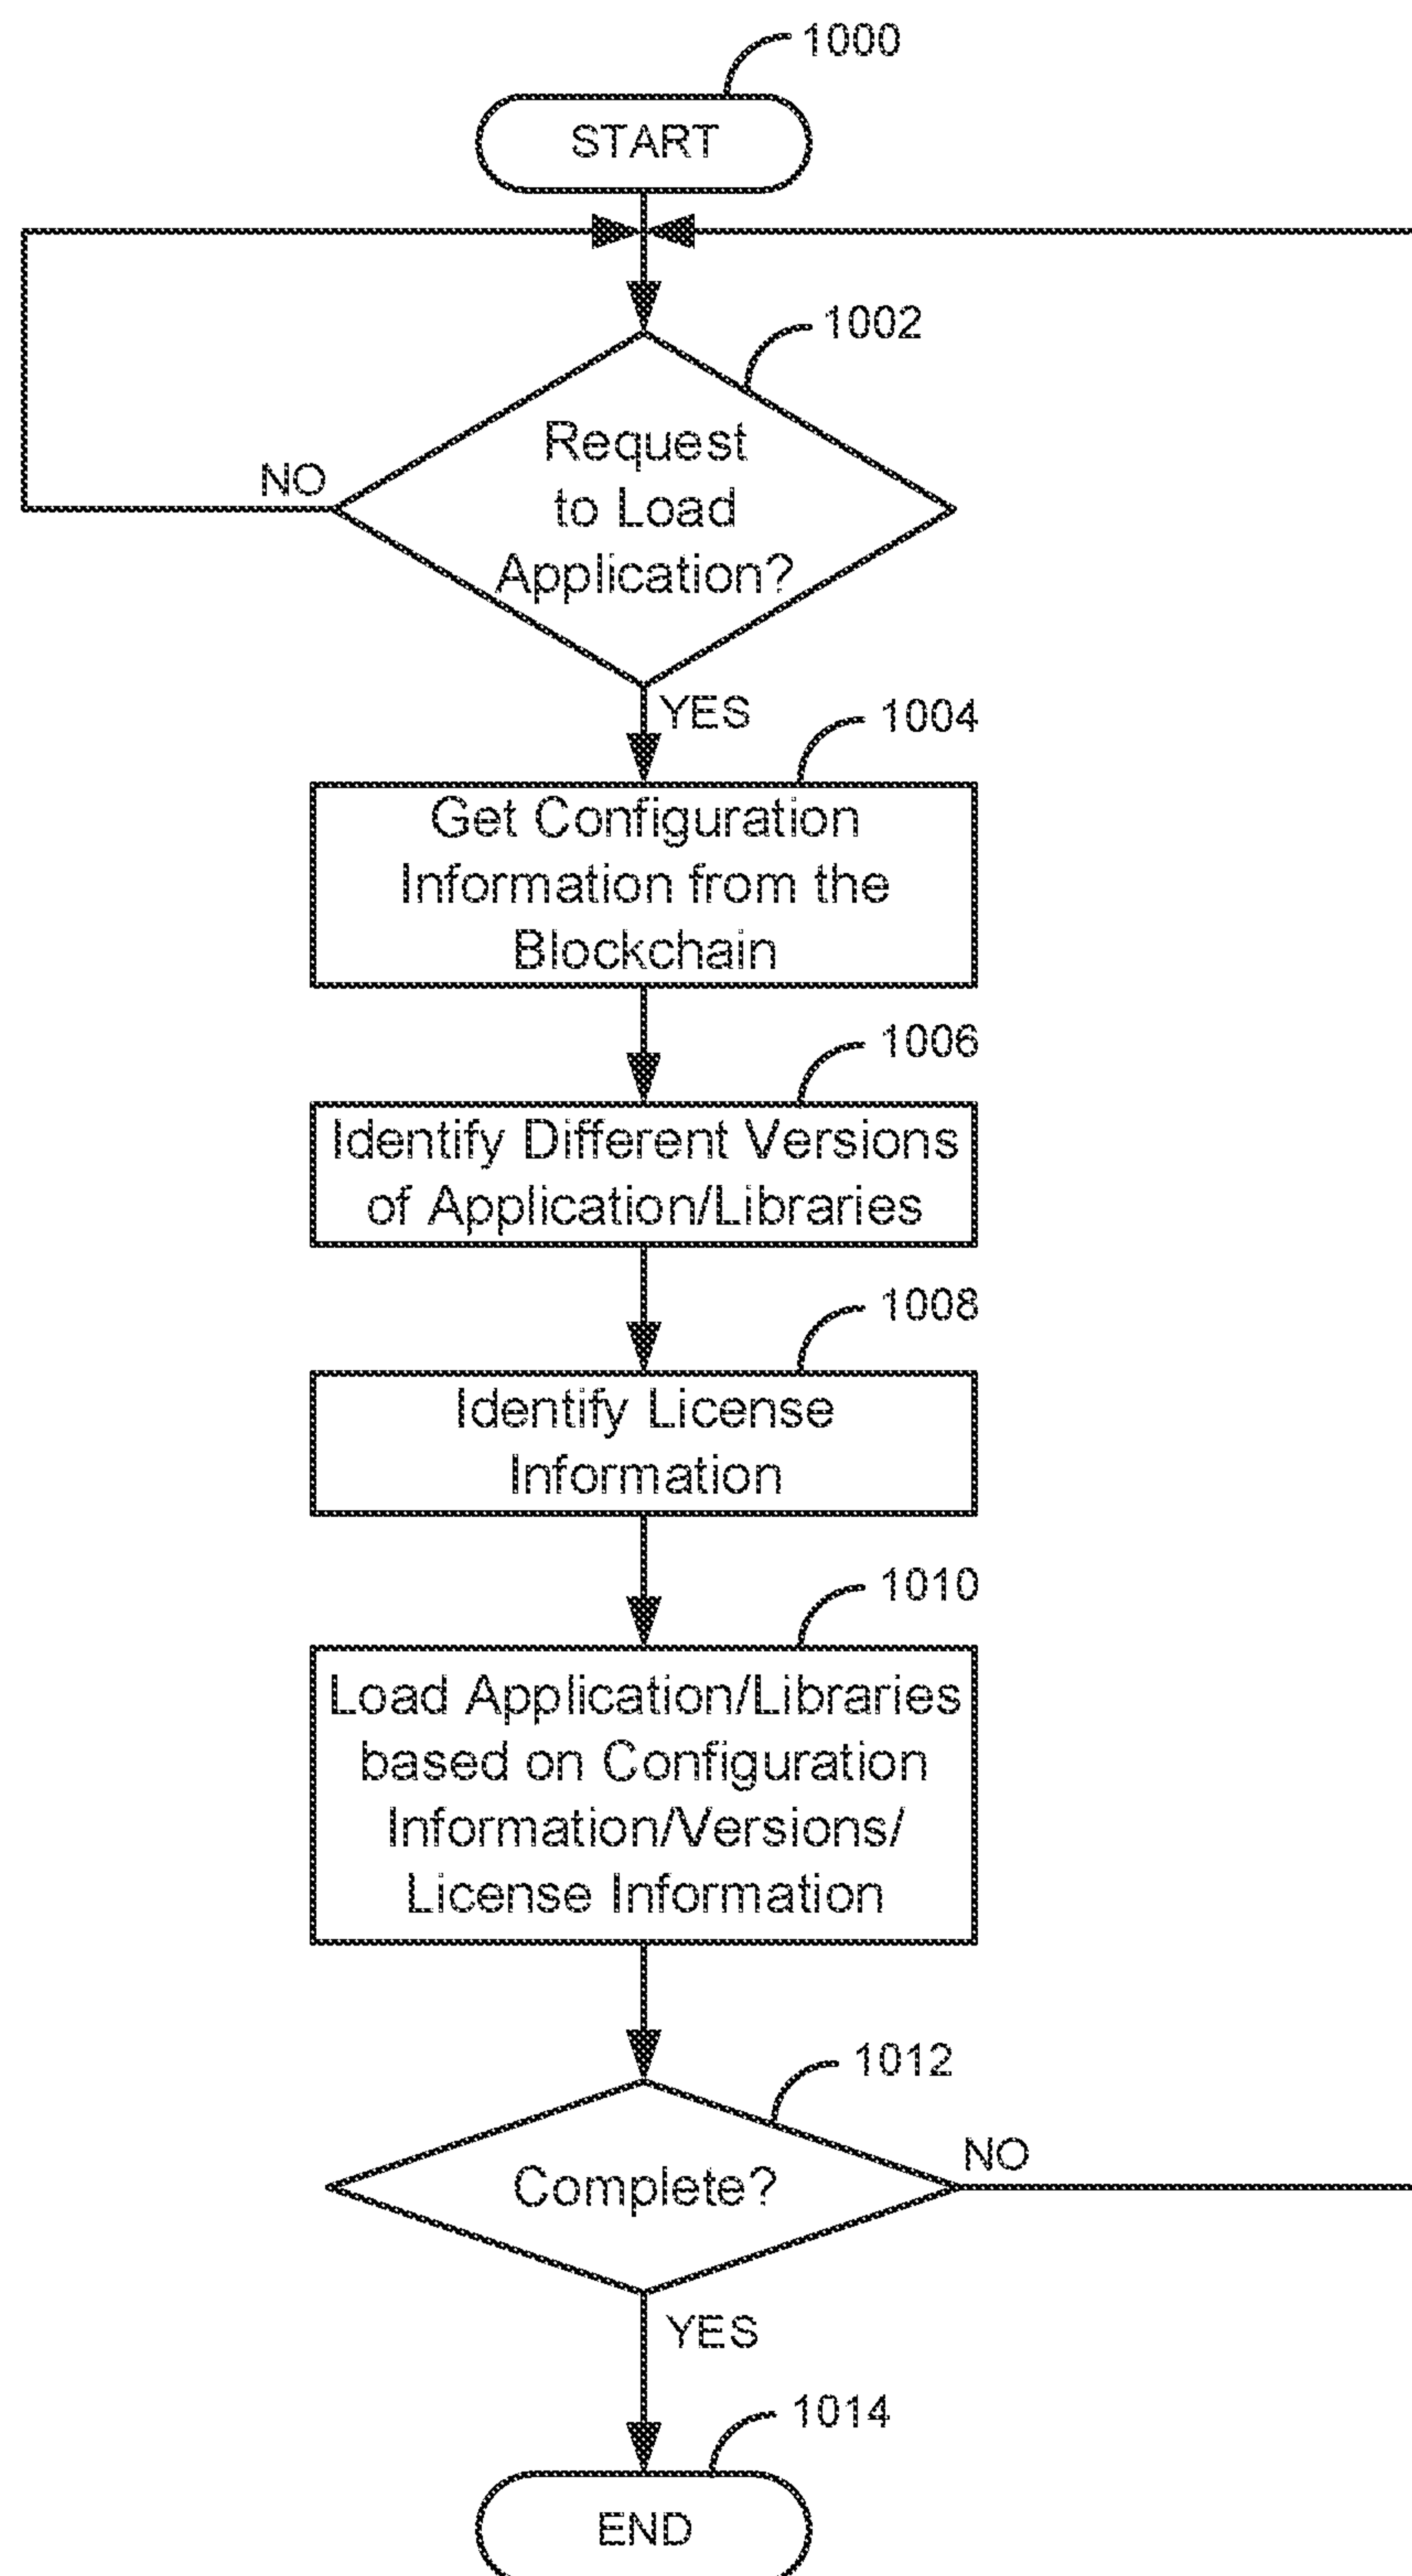 1000
START
1002
Request
to Load
Application?
NO
YES
1004
Get Configuration
Information from the
Blockchain
1006
Identify Different Versions
of Application/Libraries
1008
Identify License
Information
1010
Load Application/Libraries
based on Configuration
Information/Versions/
License Information
1012
Complete?
NO
YES
1014
END